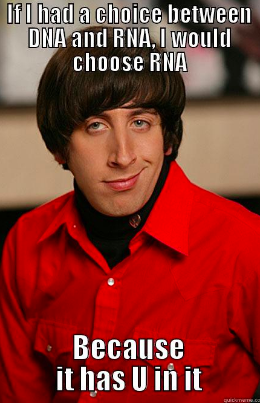 If I had a choice between
DNA and RNA, I would
choose RNA
Because
it has U in it